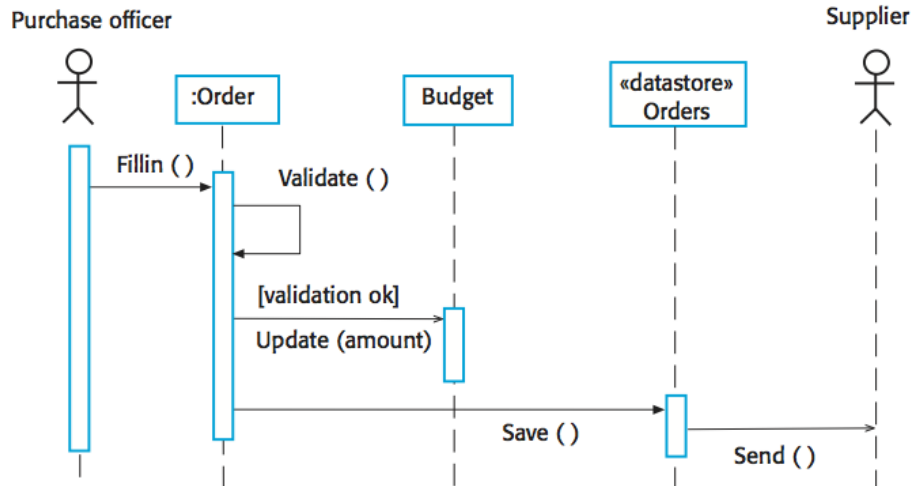 Purchase officer
Supplier
:Order
Budget
«datastore»
Orders
Fillin ( )
Validate ( )
[validation ok]
Update (amount)
Save ( )
Send ( )